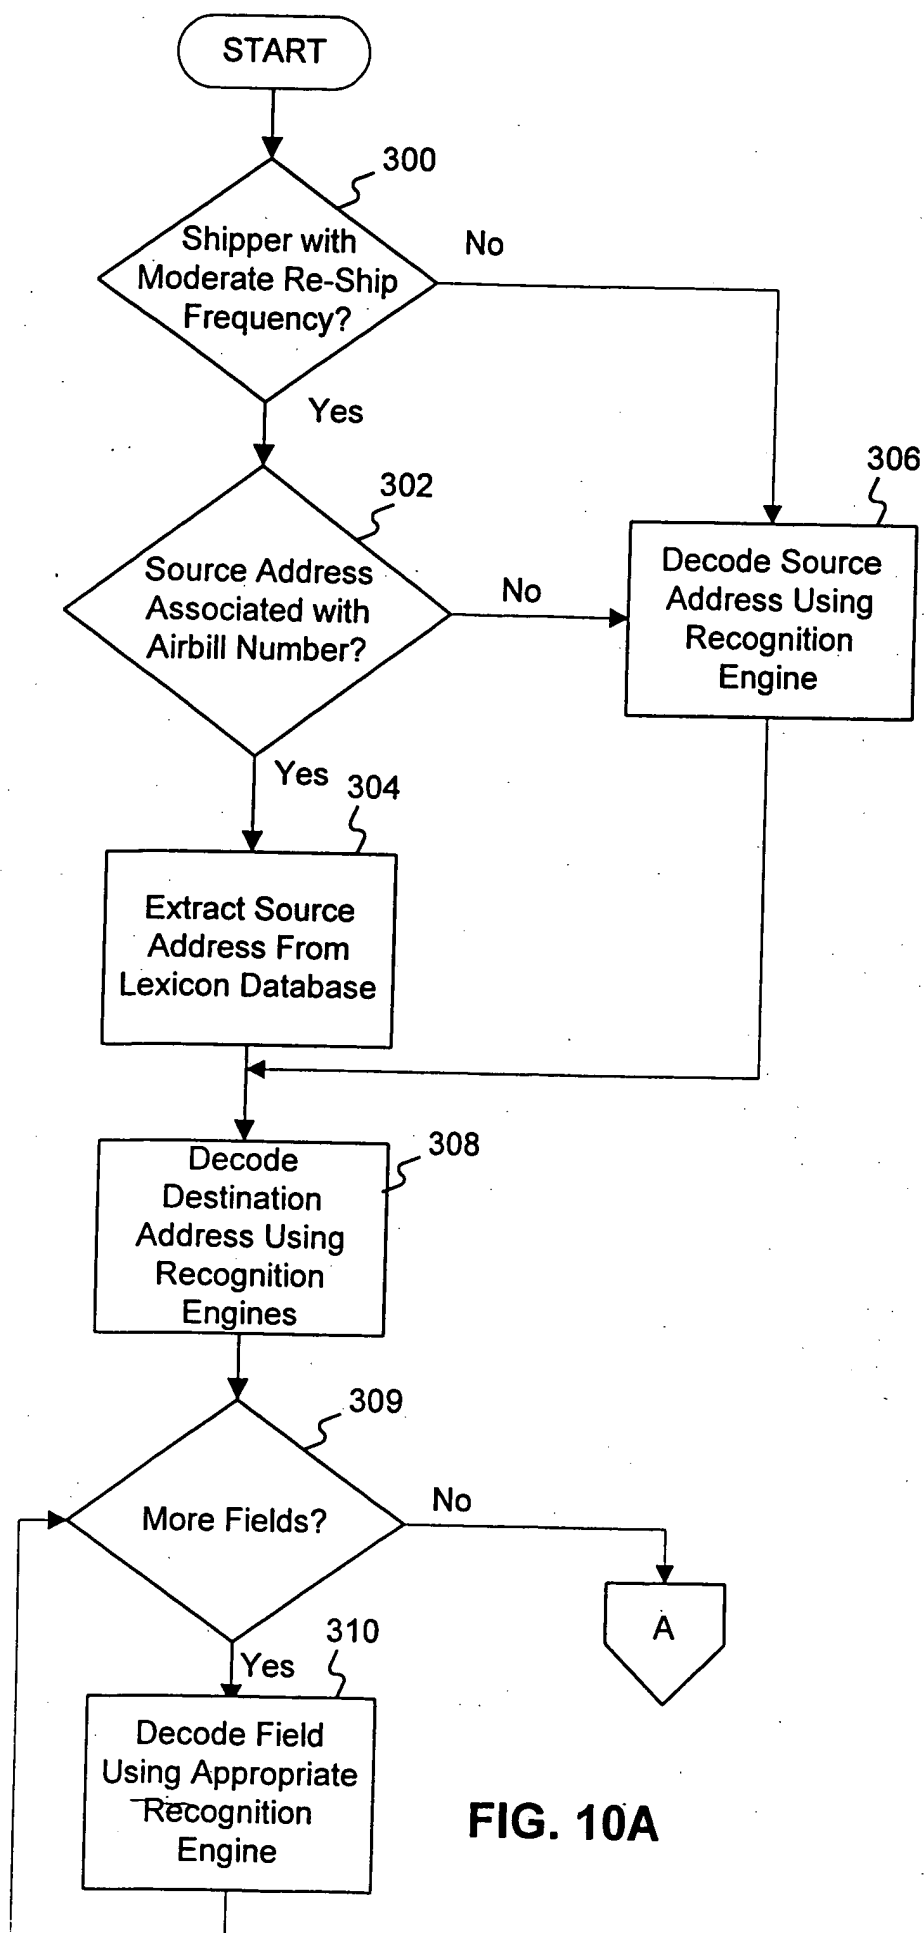 START
300
Shipper with
Moderate Re-Ship
Frequency?
No
Yes
302
Source Address
Associated with
Airbill Number?
No
306
Decode Source
Address Using
Recognition
Engine
Yes
304
Extract Source
Address From
Lexicon Database
308
Decode
Destination
Address Using
Recognition
Engines
309
More Fields?
No
A
Yes
310
Decode Field
Using Appropriate
Recognition
Engine
FIG. 10A